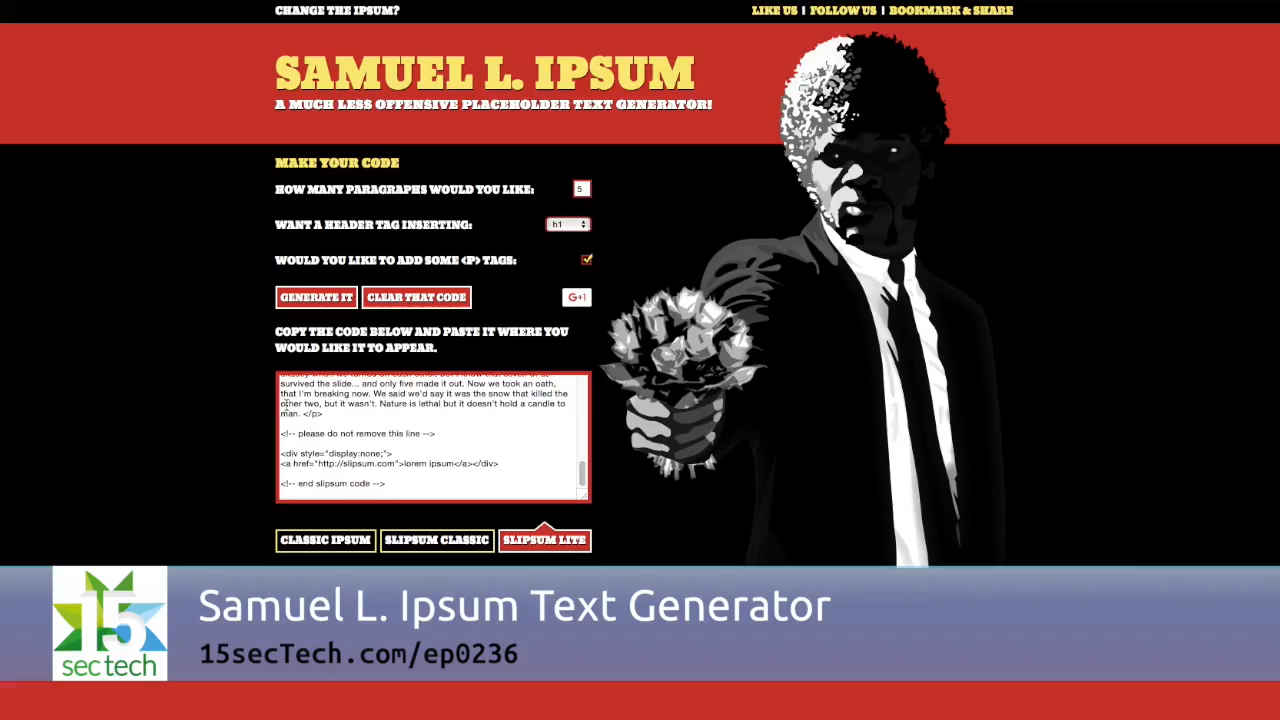 CHANGE THE IPSUM?
LIKE US | FOLLOW US | BOOKMARK & SHARE
SAMUEL L. IPSUM
A MUCH LESS OFFENSIVE PLACEHOLDER TEXT GENERATOR!
MAKE YOUR CODE
HOW MANY PARAGRAPHS WOULD YOU LIKE: 5
WANT A HEADER TAG INSERTING: h1
WOULD YOU LIKE TO ADD SOME <P> TAGS:
GENERATE IT CLEAR THAT CODE G+1
COPY THE CODE BELOW AND PASTE IT WHERE YOU
WOULD LIKE IT TO APPEAR.
survived the slide... and only five made it out. Now we took an oath,
that I'm breaking now. We said we'd say it was the snow that killed the
other two, but it wasn't. Nature is lethal but it doesn't hold a candle to
man. </p>
<!-- please do not remove this line -->
<div style="display:none;">
<a href="http://slipsum.com">lorem ipsum</a></div>
<!-- end slipsum code -->
CLASSIC IPSUM SLIPSUM CLASSIC SLIPSUM LITE
15
sectech
Samuel L. Ipsum Text Generator
15secTech.com/ep0236